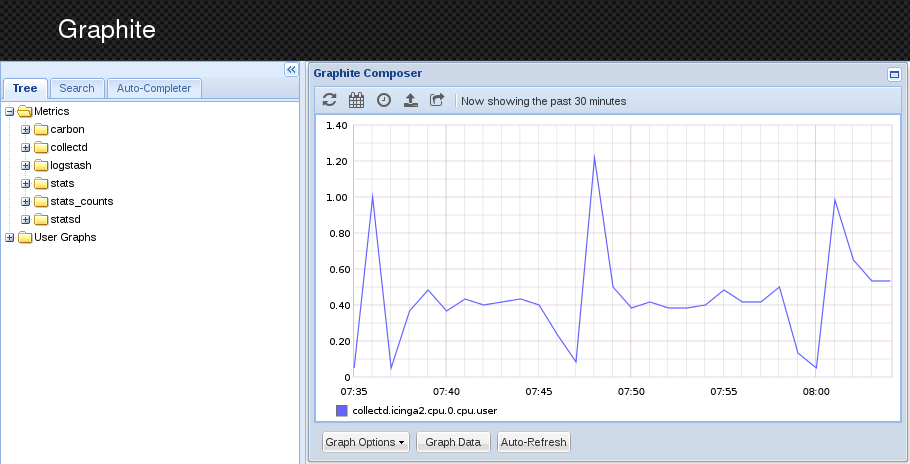 Graphite
Tree Search Auto-Completer
Metrics
carbon
collectd
logstash
stats
stats_counts
statsd
User Graphs
Graphite Composer
Now showing the past 30 minutes
1.40
1.20
1.00
0.80
0.60
0.40
0.20
0
07:35 07:40 07:45 07:50 07:55 08:00
collectd.icinga2.cpu.0.cpu.user
Graph Options Graph Data Auto-Refresh